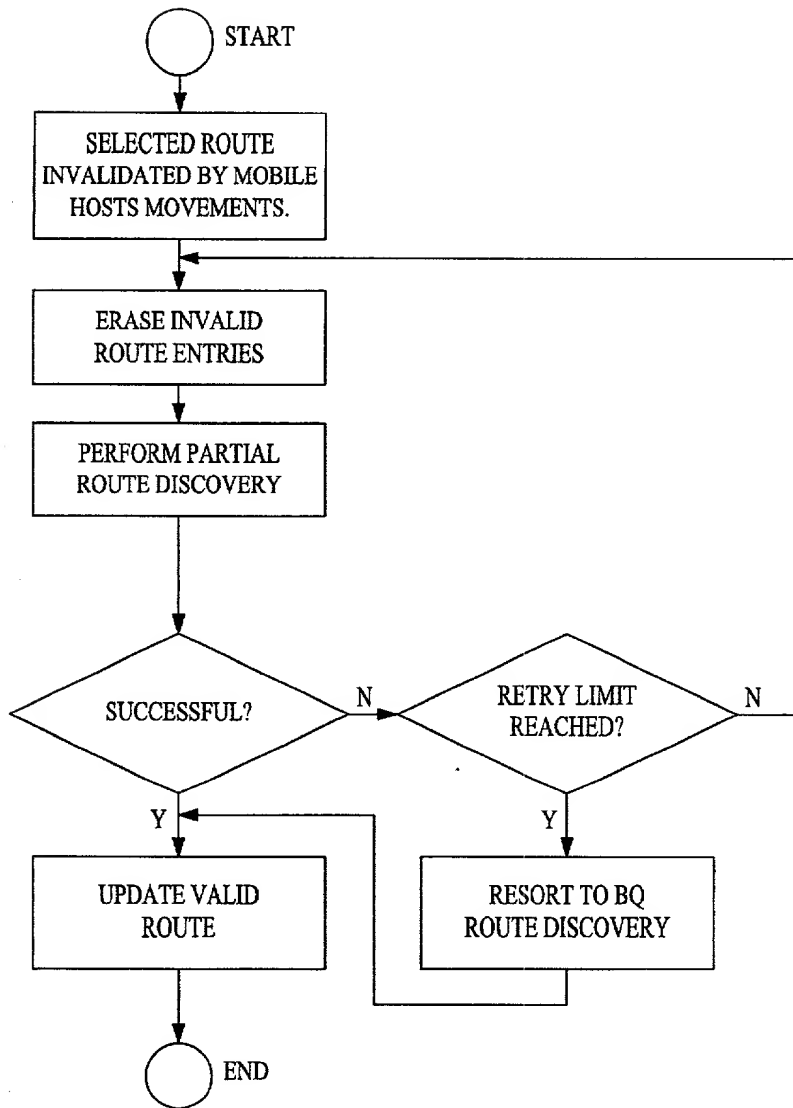 START
SELECTED ROUTE
INVALIDATED BY MOBILE
HOSTS MOVEMENTS.
ERASE INVALID
ROUTE ENTRIES
PERFORM PARTIAL
ROUTE DISCOVERY
SUCCESSFUL?
N
RETRY LIMIT
REACHED?
N
Y
Y
UPDATE VALID
ROUTE
RESORT TO BQ
ROUTE DISCOVERY
END